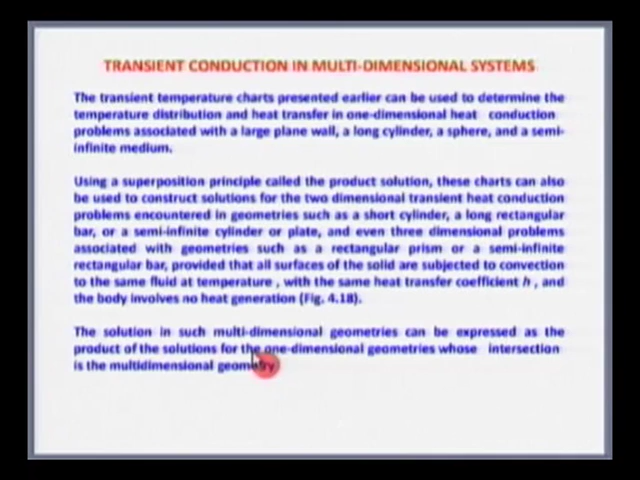 TRANSIENT CONDUCTION IN MULTI-DIMENSIONAL SYSTEMS
The transient temperature charts presented earlier can be used to determine the
temperature distribution and heat transfer in one-dimensional heat conduction
problems associated with a large plane wall, a long cylinder, a sphere, and a semi-
infinite medium.
Using a superposition principle called the product solution, these charts can also
be used to construct solutions for the two dimensional transient heat conduction
problems encountered in geometries such as a short cylinder, a long rectangular
bar, or a semi-infinite cylinder or plate, and even three dimensional problems
associated with geometries such as a rectangular prism or a semi-infinite
rectangular bar, provided that all surfaces of the solid are subjected to convection
to the same fluid at temperature , with the same heat transfer coefficient h , and
the body involves no heat generation (Fig. 4.18).
The solution in such multi-dimensional geometries can be expressed as the
product of the solutions for the one-dimensional geometries whose intersection
is the multidimensional geometry